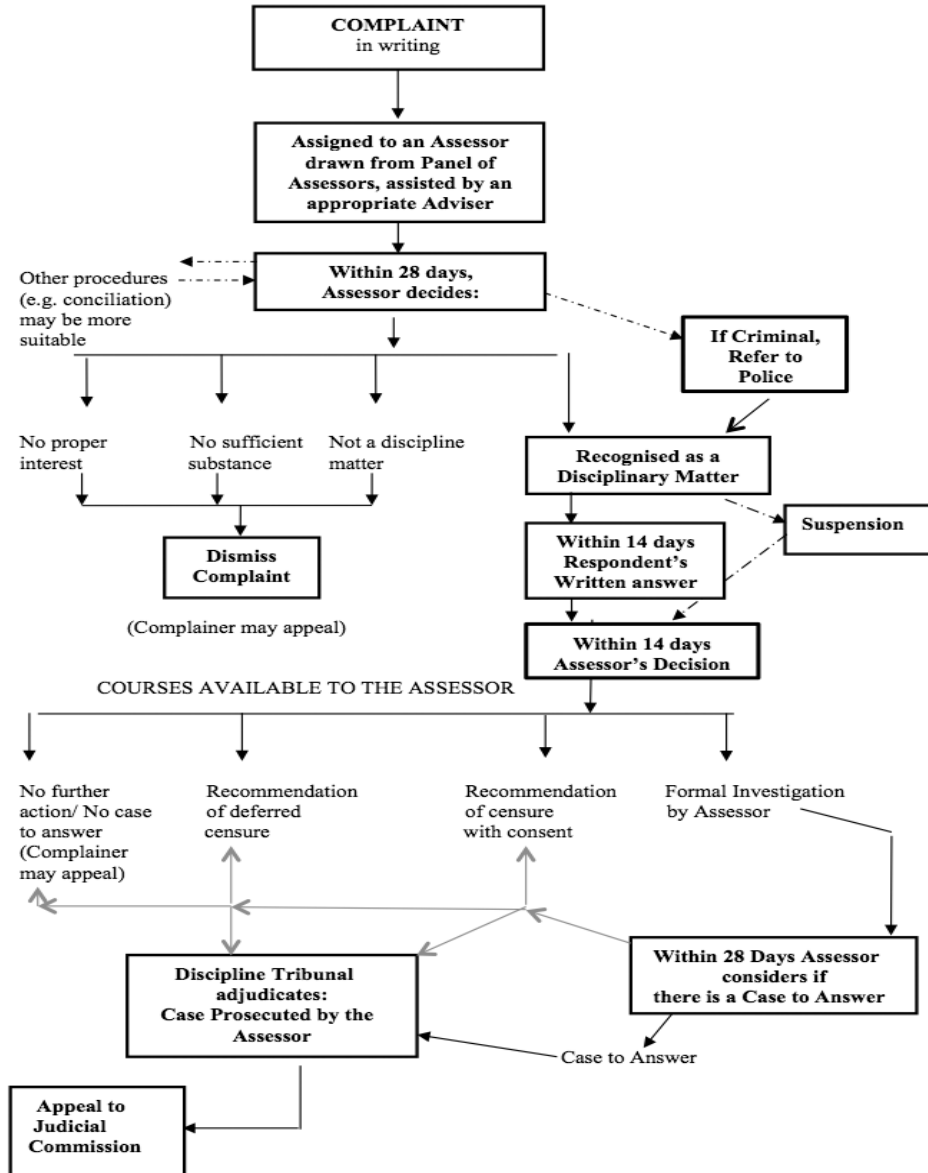 COMPLAINT
in writing
Assigned to an Assessor
drawn from Panel of
Assessors, assisted by an
appropriate Adviser
Within 28 days,
Assessor decides:
Other procedures
(e.g. conciliation)
may be more
suitable
If Criminal,
Refer to
Police
No proper
interest
No sufficient
substance
Not a discipline
matter
Recognised as a
Disciplinary Matter
Suspension
Dismiss
Complaint
(Complainer may appeal)
Within 14 days
Respondent's
Written answer
Within 14 days
Assessor's Decision
COURSES AVAILABLE TO THE ASSESSOR
No further
action/ No case
to answer
(Complainer
may appeal)
Recommendation
of deferred
censure
Recommendation
of censure
with consent
Formal Investigation
by Assessor
Within 28 Days Assessor
considers if
there is a Case to Answer
Discipline Tribunal
adjudicates:
Case Prosecuted by the
Assessor
Case to Answer
Appeal to
Judicial
Commission